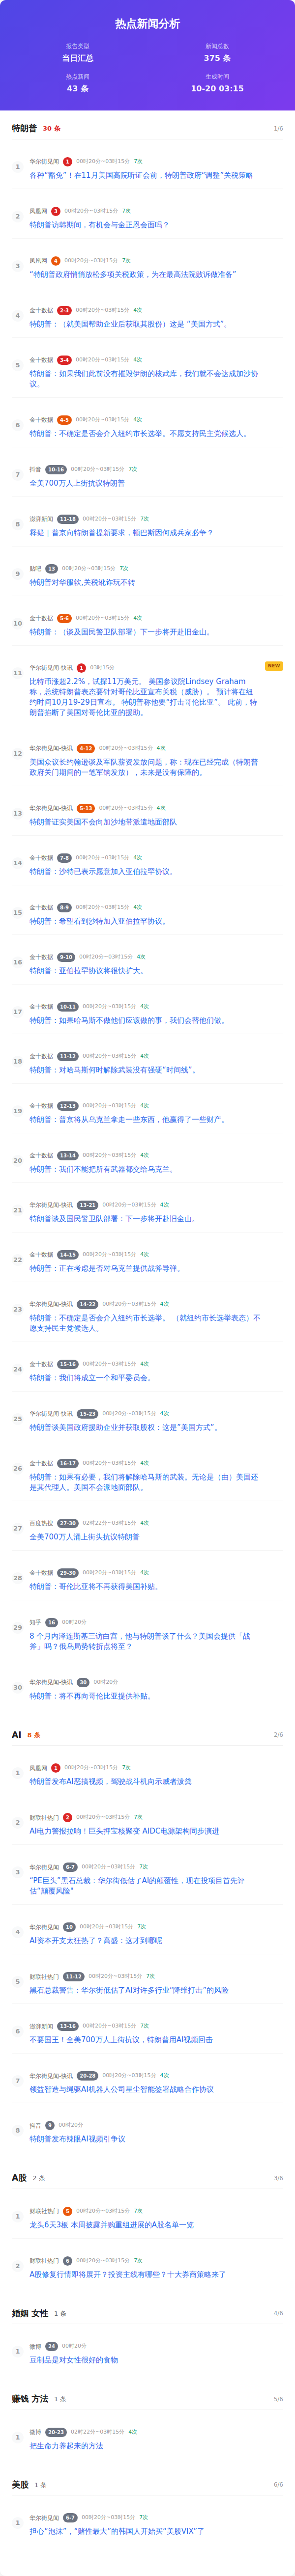 热点新闻分析
报告类型
新闻总数
当日汇总
375 条
热点新闻
生成时间
43 条
10-20 03:15
特朗普 30 条
1/6
1
华尔街见闻 1 00时20分~03时15分 7次
各种“豁免”！在11月美国高院听证会前，特朗普政府“调整”关税策略
2
凤凰网 3 00时20分~03时15分 7次
特朗普访韩期间，有机会与金正恩会面吗？
3
凤凰网 4 00时20分~03时15分 7次
“特朗普政府悄悄放松多项关税政策，为在最高法院败诉做准备”
4
金十数据 2-3 00时20分~03时15分 4次
特朗普：（就美国帮助企业后获取其股份）这是 “美国方式”。
5
金十数据 3-4 00时20分~03时15分 4次
特朗普：如果我们此前没有摧毁伊朗的核武库，我们就不会达成加沙协
议。
6
金十数据 4-5 00时20分~03时15分 4次
特朗普：不确定是否会介入纽约市长选举。不愿支持民主党候选人。
7
抖音 10-16 00时20分~03时15分 7次
全美700万人上街抗议特朗普
8
澎湃新闻 11-18 00时20分~03时15分 7次
释疑｜普京向特朗普提新要求，顿巴斯因何成兵家必争？
9
贴吧 13 00时20分~03时15分 7次
特朗普对华服软,关税讹诈玩不转
10
金十数据 5-6 00时20分~03时15分 4次
特朗普：（谈及国民警卫队部署）下一步将开赴旧金山。
11
华尔街见闻-快讯 1 03时15分
NEW
比特币涨超2.2%，试探11万美元。 美国参议院Lindsey Graham
称，总统特朗普表态要针对哥伦比亚宣布关税（威胁）。 预计将在纽
约时间10月19-29日宣布。 特朗普称他要“打击哥伦比亚”。 此前，特
朗普掐断了美国对哥伦比亚的援助。
12
华尔街见闻-快讯 4-12 00时20分~03时15分 4次
美国众议长约翰逊谈及军队薪资发放问题，称：现在已经完成（特朗普
政府关门期间的一笔军饷发放），未来是没有保障的。
13
华尔街见闻-快讯 5-13 00时20分~03时15分 4次
特朗普证实美国不会向加沙地带派遣地面部队
14
金十数据 7-8 00时20分~03时15分 4次
特朗普：沙特已表示愿意加入亚伯拉罕协议。
15
金十数据 8-9 00时20分~03时15分 4次
特朗普：希望看到沙特加入亚伯拉罕协议。
16
金十数据 9-10 00时20分~03时15分 4次
特朗普：亚伯拉罕协议将很快扩大。
17
金十数据 10-11 00时20分~03时15分 4次
特朗普：如果哈马斯不做他们应该做的事，我们会替他们做。
18
金十数据 11-12 00时20分~03时15分 4次
特朗普：对哈马斯何时解除武装没有强硬“时间线”。
19
金十数据 12-13 00时20分~03时15分 4次
特朗普：普京将从乌克兰拿走一些东西，他赢得了一些财产。
20
金十数据 13-14 00时20分~03时15分 4次
特朗普：我们不能把所有武器都交给乌克兰。
21
华尔街见闻-快讯 13-21 00时20分~03时15分 4次
特朗普谈及国民警卫队部署：下一步将开赴旧金山。
22
金十数据 14-15 00时20分~03时15分 4次
特朗普：正在考虑是否对乌克兰提供战斧导弹。
23
华尔街见闻-快讯 14-22 00时20分~03时15分 4次
特朗普：不确定是否会介入纽约市长选举。 （就纽约市长选举表态）不
愿支持民主党候选人。
24
金十数据 15-16 00时20分~03时15分 4次
特朗普：我们将成立一个和平委员会。
25
华尔街见闻-快讯 15-23 00时20分~03时15分 4次
特朗普谈美国政府援助企业并获取股权：这是“美国方式”。
26
金十数据 16-17 00时20分~03时15分 4次
特朗普：如果有必要，我们将解除哈马斯的武装。无论是（由）美国还
是其代理人。美国不会派地面部队。
27
百度热搜 27-30 02时22分~03时15分 4次
全美700万人涌上街头抗议特朗普
28
金十数据 29-30 00时20分~03时15分 4次
特朗普：哥伦比亚将不再获得美国补贴。
29
知乎 16 00时20分
8 个月内泽连斯基三访白宫，他与特朗普谈了什么？美国会提供「战
斧」吗？俄乌局势转折点将至？
30
华尔街见闻-快讯 30 00时20分
特朗普：将不再向哥伦比亚提供补贴。
AI 8 条
2/6
1
凤凰网 1 00时20分~03时15分 7次
特朗普发布AI恶搞视频，驾驶战斗机向示威者泼粪
2
财联社热门 2 00时20分~03时15分 7次
AI电力警报拉响！巨头押宝核聚变 AIDC电源架构同步演进
3
华尔街见闻 6-7 00时20分~03时15分 7次
“PE巨头”黑石总裁：华尔街低估了AI的颠覆性，现在投项目首先评
估“颠覆风险”
4
华尔街见闻 10 00时20分~03时15分 7次
AI资本开支太狂热了？高盛：这才到哪呢
5
财联社热门 11-12 00时20分~03时15分 7次
黑石总裁警告：华尔街低估了AI对许多行业“降维打击”的风险
6
澎湃新闻 13-16 00时20分~03时15分 7次
不要国王！全美700万人上街抗议，特朗普用AI视频回击
7
华尔街见闻-快讯 20-28 00时20分~03时15分 4次
领益智造与绳驱AI机器人公司星尘智能签署战略合作协议
8
抖音 9 00时20分
特朗普发布辣眼AI视频引争议
A股 2 条
3/6
1
财联社热门 5 00时20分~03时15分 7次
龙头6天3板 本周披露并购重组进展的A股名单一览
2
财联社热门 6 00时20分~03时15分 7次
A股修复行情即将展开？投资主线有哪些？十大券商策略来了
婚姻 女性 1 条
4/6
1
微博 24 00时20分
豆制品是对女性很好的食物
赚钱 方法 1 条
5/6
1
微博 20-23 02时22分~03时15分 4次
把生命力养起来的方法
美股 1 条
6/6
1
华尔街见闻 6-7 00时20分~03时15分 7次
担心“泡沫”，“赌性最大”的韩国人开始买“美股VIX”了